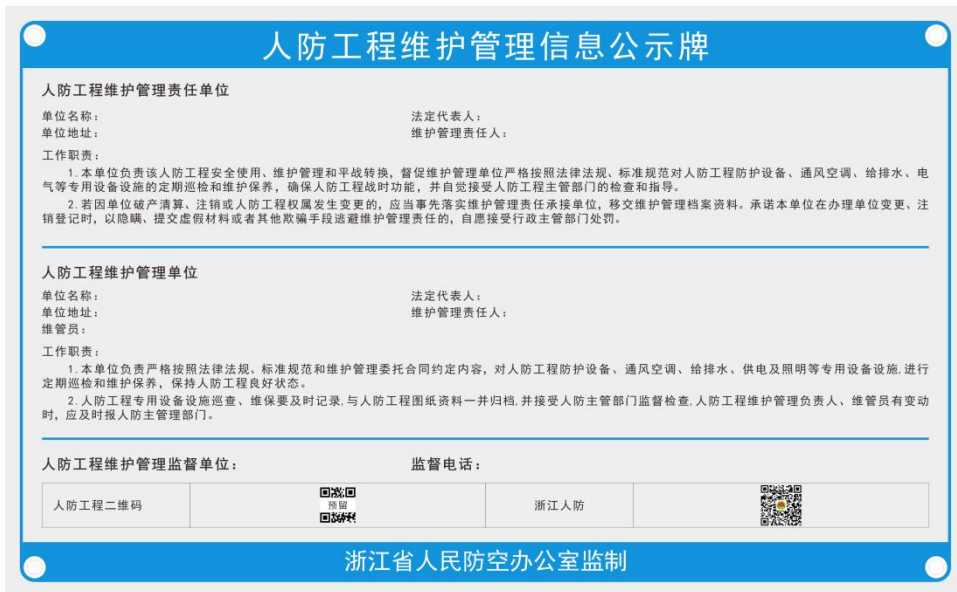 人防工程维护管理信息公示牌
人防工程维护管理责任单位
单位名称：
法定代表人：
单位地址：
维护管理责任人：
工作职责：
1.本单位负责该人防工程安全使用、维护管理和平战转换，督促维护管理单位严格按照法律法规、标准规范对人防工程防护设备、通风空调、给排水、电
气等专用设备设施的定期巡检和维护保养，确保人防工程战时功能，并自觉接受人防工程主管部门的检查和指导。
2.若因单位破产清算、注销或人防工程权属发生变更的，应当事先落实维护管理责任承接单位，移交维护管理档案资料。承诺本单位在办理单位变更、注
销登记时，以隐瞒、提交虚假材料或者其他欺骗手段逃避维护管理责任的，自愿接受行政主管部门处罚。
人防工程维护管理单位
单位名称：
法定代表人：
单位地址：
维护管理责任人：
维管员：
工作职责：
1.本单位负责严格按照法律法规、标准规范和维护管理委托合同约定内容，对人防工程防护设备、通风空调、给排水、供电及照明等专用设备设施,进行
定期巡检和维护保养，保持人防工程良好状态。
2.人防工程专用设备设施巡查、维保要及时记录,与人防工程图纸资料一并归档,并接受人防主管部门监督检查,人防工程维护管理负责人、维管员有变动
时，应及时报人防主管理部门。
人防工程维护管理监督单位：
监督电话：
人防工程二维码
预留
浙江人防
浙江省人民防空办公室监制